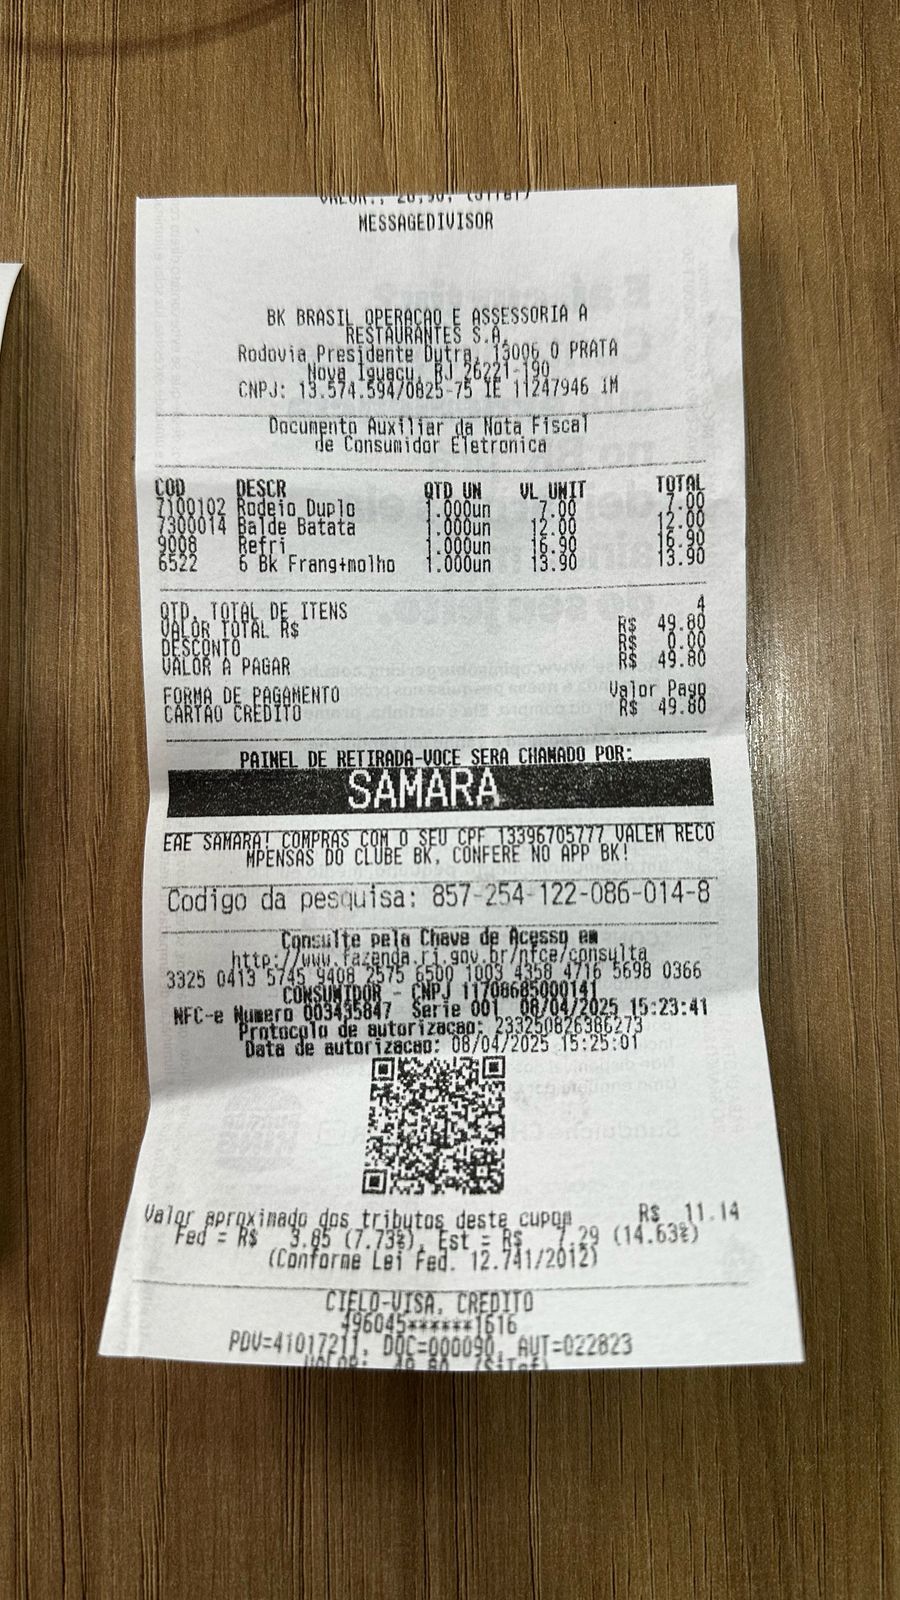 VALOR.: 20,90, (SiTef)
MESSAGEDIVISOR
BK BRASIL OPERACAO E ASSESSORIA A
RESTAURANTES S.A.
Rodovia Presidente Dutra, 13006 O PRATA
Nova Iguacu, RJ 26221-190
CNPJ: 13.574.594/0825-75 IE 11247946 IM
Documento Auxiliar da Nota Fiscal
de Consumidor Eletronica
COD DESCR QTD UN VL UNIT TOTAL
7100102 Rodeio Duplo 1.000un 7.00 7.00
7300014 Balde Batata 1.000un 12.00 12.00
9008 Refri 1.000un 16.90 16.90
6522 6 Bk Frang+molho 1.000un 13.90 13.90
QTD. TOTAL DE ITENS 4
VALOR TOTAL R$ R$ 49.80
DESCONTO R$ 0.00
VALOR A PAGAR R$ 49.80
FORMA DE PAGAMENTO Valor Pago
CARTAO CREDITO R$ 49.80
PAINEL DE RETIRADA-VOCE SERA CHAMADO POR:
SAMARA
EAE SAMARA! COMPRAS COM O SEU CPF 13396705777 VALEM RECO
MPENSAS DO CLUBE BK, CONFERE NO APP BK!
Codigo da pesquisa: 857-254-122-086-014-8
Consulte pela Chave de Acesso em
http://www.fazenda.rj.gov.br/nfce/consulta
3325 0413 5745 9408 2575 6500 1003 4358 4716 5698 0366
CONSUMIDOR - CNPJ 11708685000141
NFC-e Numero 003435847 Serie 001 08/04/2025 15:23:41
Protocolo de autorizacao: 233250826386273
Data de autorizacao: 08/04/2025 15:25:01
Valor aproximado dos tributos deste cupom R$ 11.14
Fed = R$ 3.85 (7.73%), Est = R$ 7.29 (14.63%)
(Conforme Lei Fed. 12.741/2012)
CIELO-VISA, CREDITO
496045******1616
PDV=41017211, DOC=000090, AUT=022823
VALOR: 49,80, (SiTef)